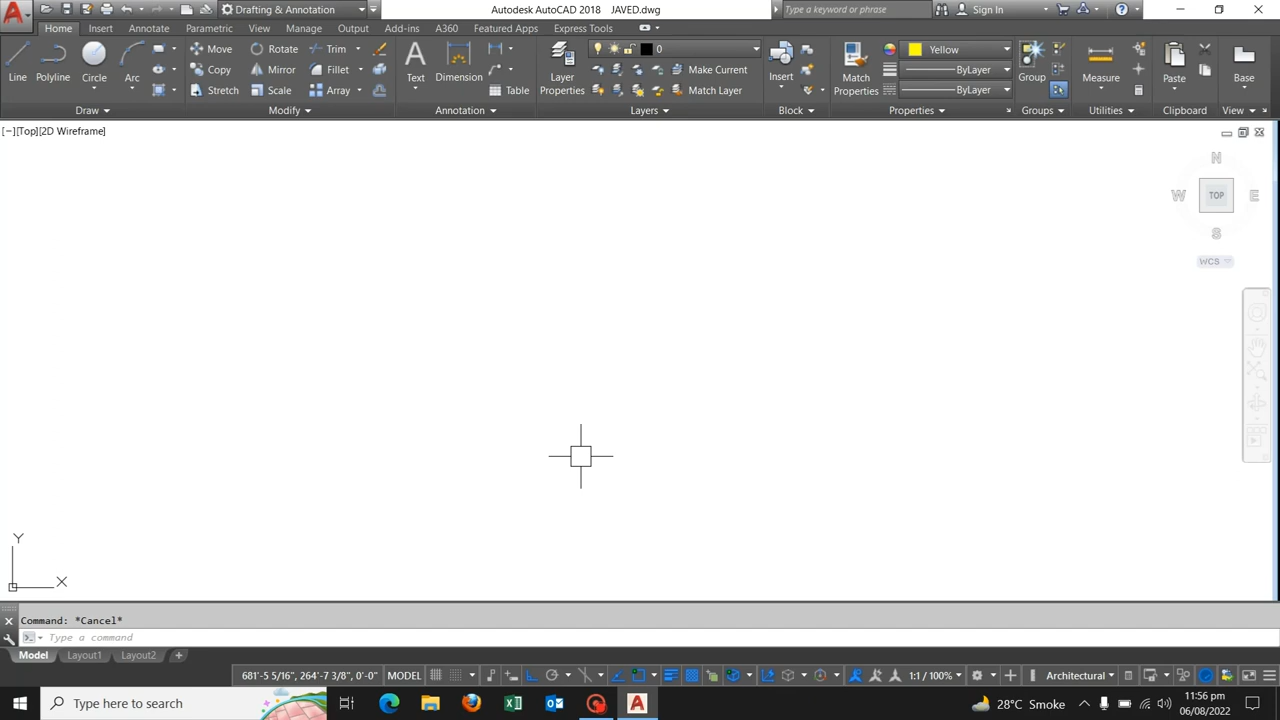 Drafting & Annotation
Autodesk AutoCAD 2018 JAVED.dwg
Type a keyword or phrase
Sign In
Home Insert Annotate Parametric View Manage Output Add-ins A360 Featured Apps Express Tools
Line
Polyline
Circle
Arc
Move
Rotate
Trim
Copy
Mirror
Fillet
Stretch
Scale
Array
Text
Dimension
Table
Layer
Properties
0
Make Current
Match Layer
Insert
Match
Properties
Yellow
ByLayer
ByLayer
Group
Measure
Paste
Base
Draw Modify Annotation Layers Block Properties Groups Utilities Clipboard View
[−][Top][2D Wireframe]
N
W TOP E
S
WCS
Y
X
Command: *Cancel*
Type a command
Model Layout1 Layout2 +
681'-5 5/16", 264'-7 3/8", 0'-0" MODEL 1:1 / 100% Architectural
Type here to search
28°C Smoke
11:56 pm
06/08/2022